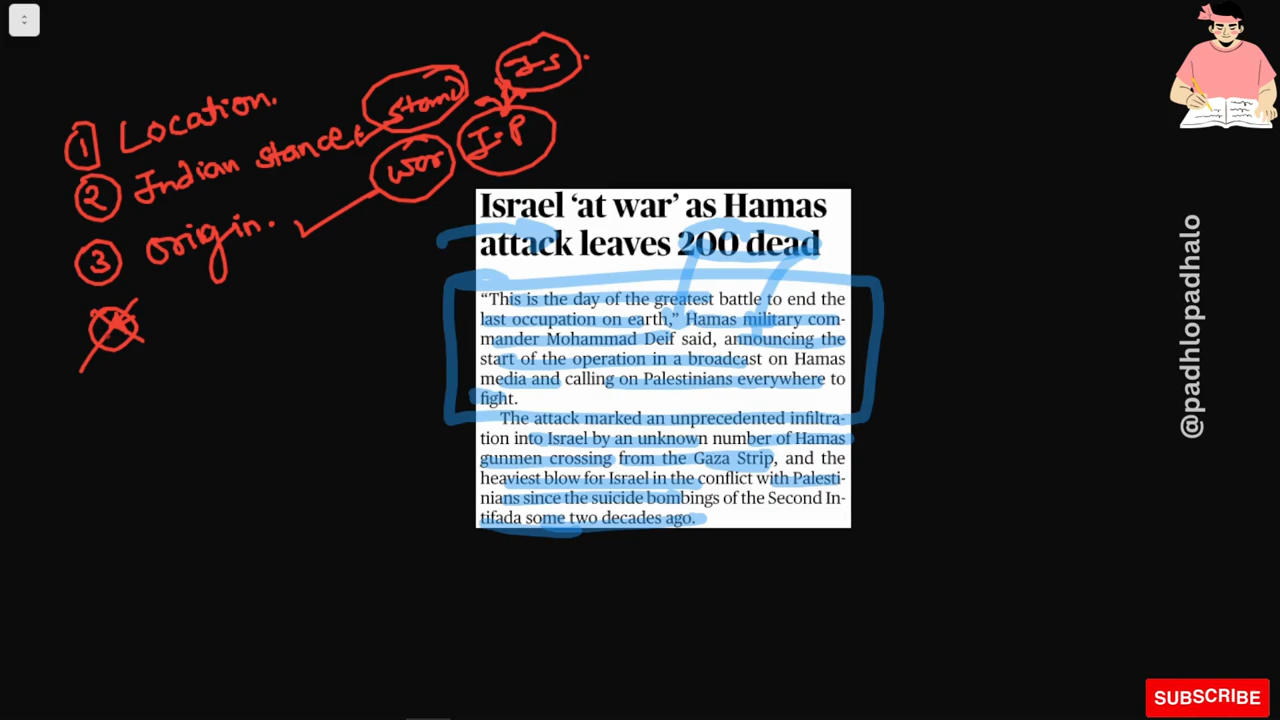 ① Location.
② Indian stance
stand
Is.
③ origin.
war
I-P
Israel ‘at war’ as Hamas
attack leaves 200 dead
“This is the day of the greatest battle to end the
last occupation on earth,” Hamas military com-
mander Mohammad Deif said, announcing the
start of the operation in a broadcast on Hamas
media and calling on Palestinians everywhere to
fight.
The attack marked an unprecedented infiltra-
tion into Israel by an unknown number of Hamas
gunmen crossing from the Gaza Strip, and the
heaviest blow for Israel in the conflict with Palesti-
nians since the suicide bombings of the Second In-
tifada some two decades ago.
@padhlopadhalo
SUBSCRIBE